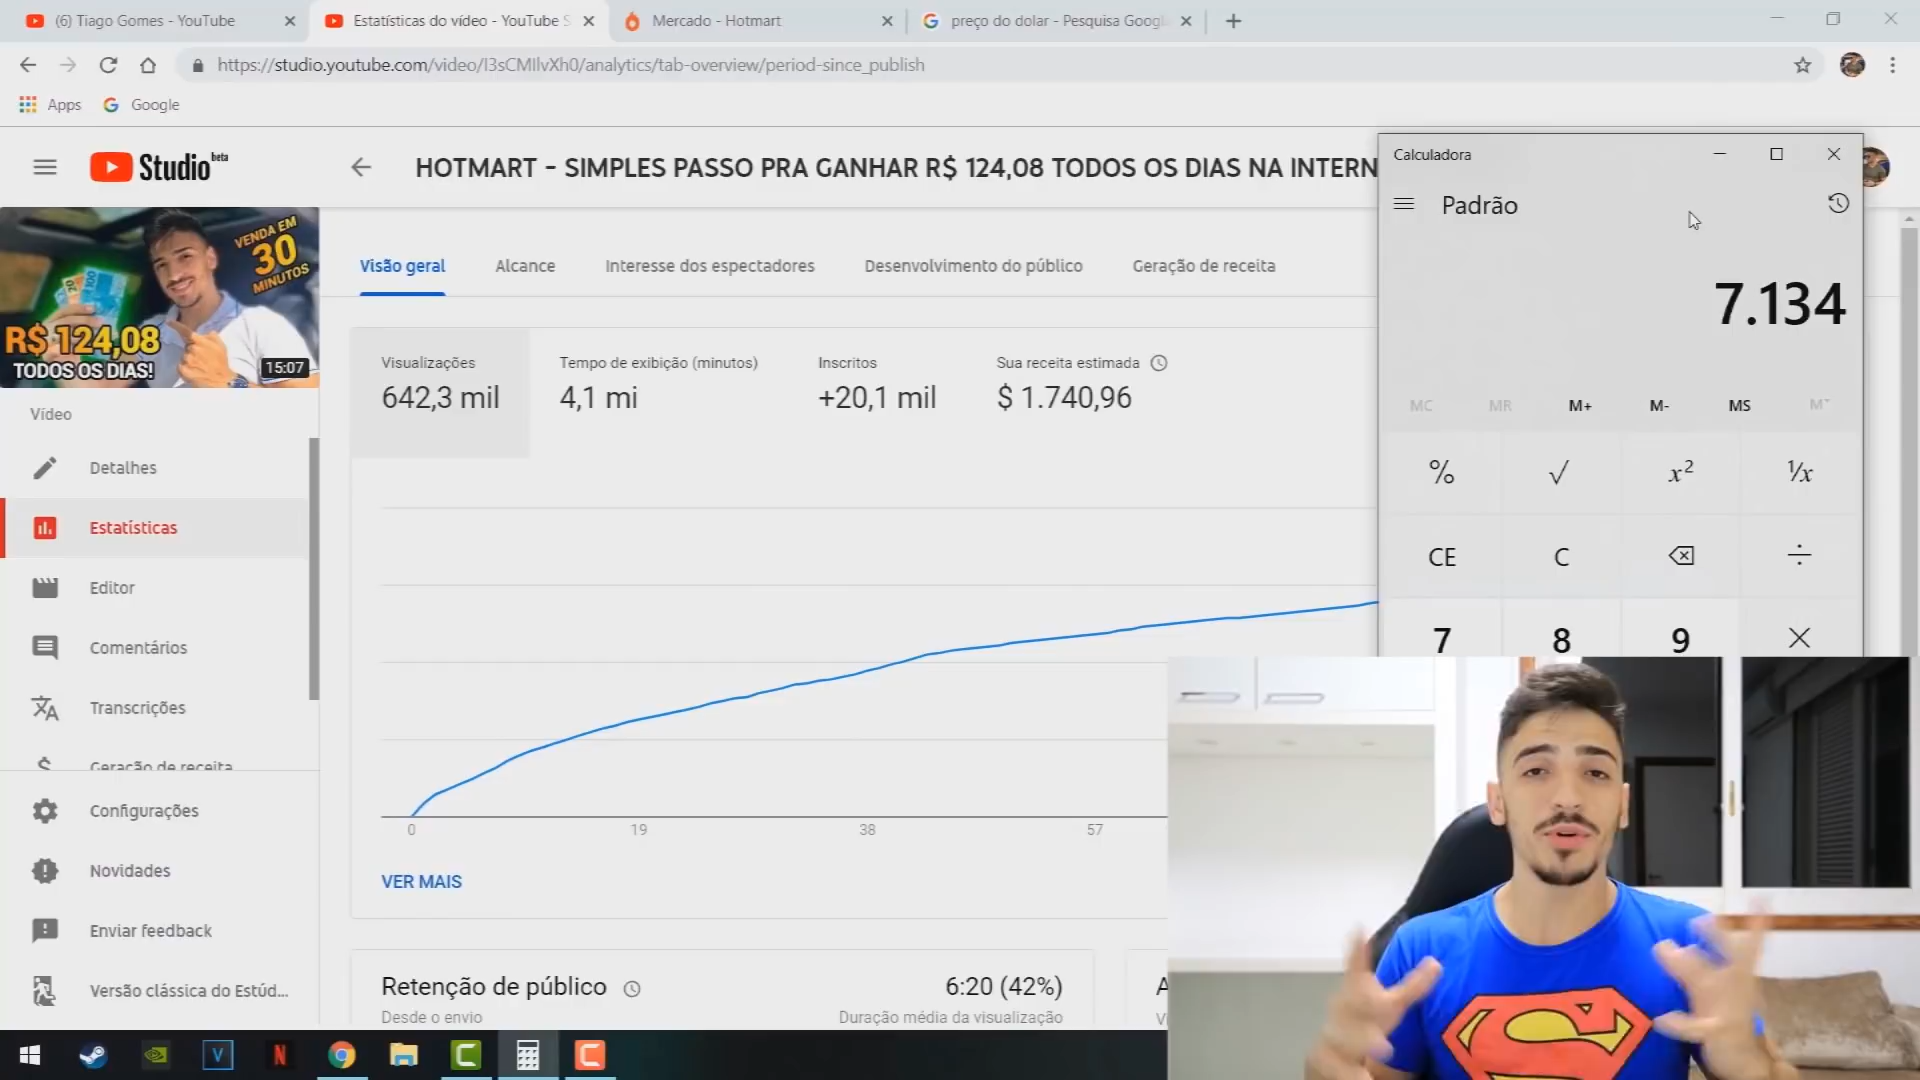 (6) Tiago Gomes - YouTube
Estatísticas do vídeo - YouTube S
Mercado - Hotmart
preço do dolar - Pesquisa Googl
https://studio.youtube.com/video/I3sCMIlvXh0/analytics/tab-overview/period-since_publish
Apps
Google
Studio beta
HOTMART - SIMPLES PASSO PRA GANHAR R$ 124,08 TODOS OS DIAS NA INTERN
Calculadora
Padrão
7.134
MC MR M+ M- MS M˅
% √ x² ¹/x
CE C ÷
7 8 9 ×
VENDA EM
30
MINUTOS
20
100
R$ 124,08
TODOS OS DIAS!
15:07
Vídeo
Detalhes
Estatísticas
Editor
Comentários
Transcrições
Geração de receita
Configurações
Novidades
Enviar feedback
Versão clássica do Estúd...
Visão geral
Alcance
Interesse dos espectadores
Desenvolvimento do público
Geração de receita
Visualizações
642,3 mil
Tempo de exibição (minutos)
4,1 mi
Inscritos
+20,1 mil
Sua receita estimada
$ 1.740,96
0 19 38 57
VER MAIS
Retenção de público
6:20 (42%)
Desde o envio
Duração média da visualização